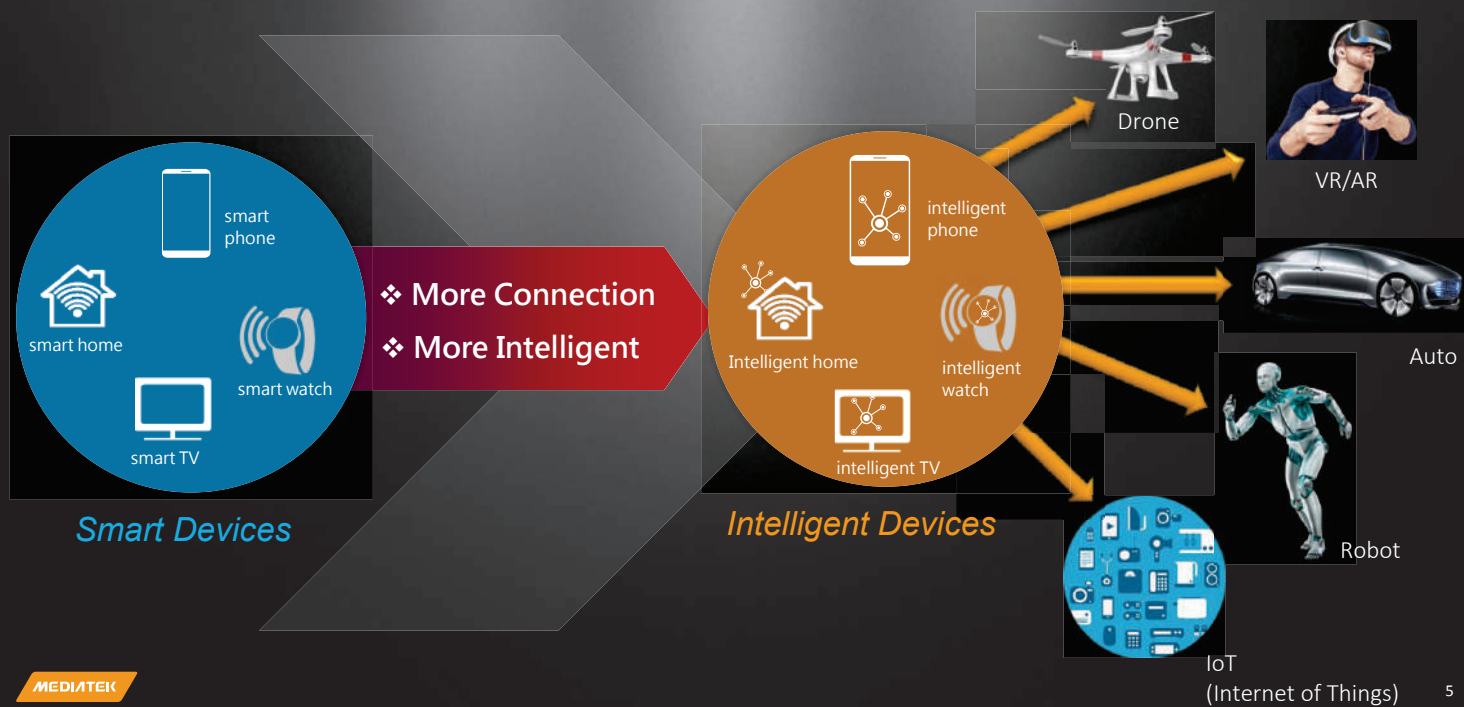 smart
phone
smart home
smart watch
smart TV
Smart Devices
❖ More Connection
❖ More Intelligent
intelligent
phone
Intelligent home
intelligent
watch
intelligent TV
Intelligent Devices
Drone
VR/AR
Auto
Robot
IoT
(Internet of Things)
MEDIATEK
5